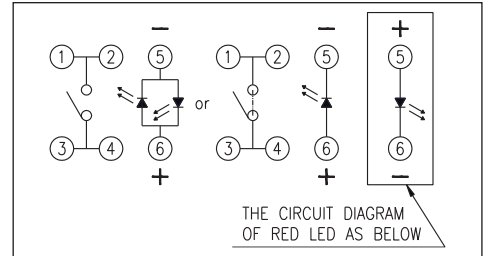 − − +
1 2 5 1 2 5 5
or
3 4 6 3 4 6 6
+ + −
THE CIRCUIT DIAGRAM
OF RED LED AS BELOW